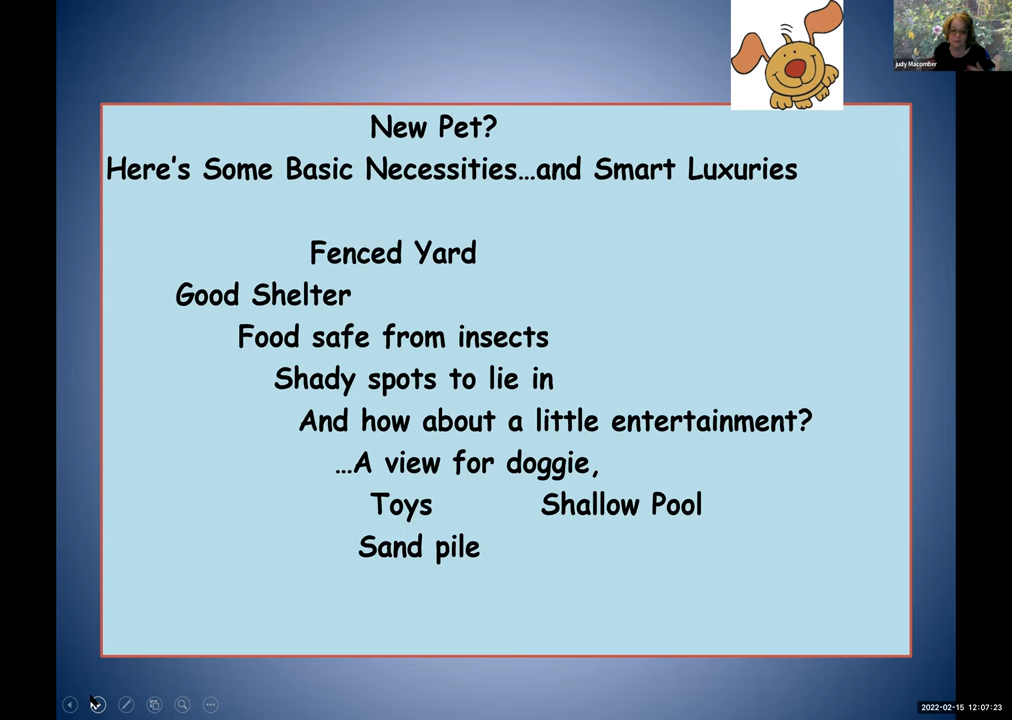 judy Macomber
New Pet?
Here's Some Basic Necessities…and Smart Luxuries
Fenced Yard
Good Shelter
Food safe from insects
Shady spots to lie in
And how about a little entertainment?
…A view for doggie,
Toys Shallow Pool
Sand pile
2022-02-15 12:07:23